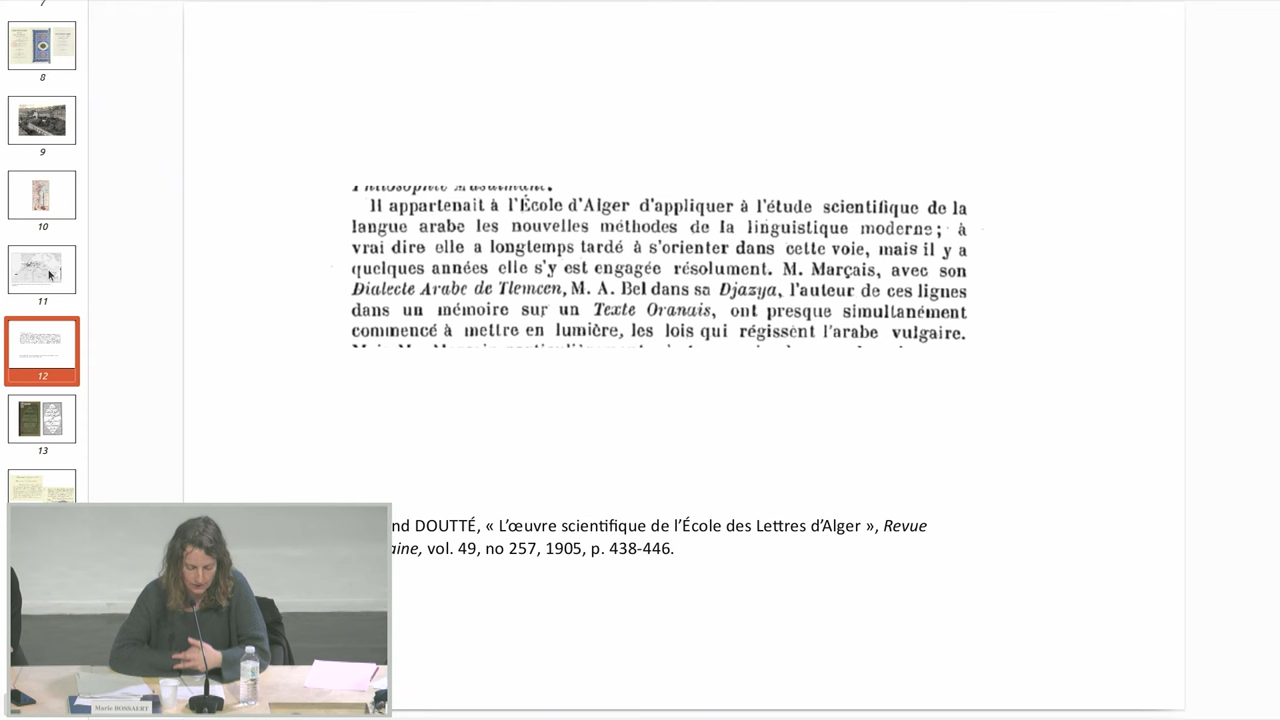 7
8
9
10
11
12
13
Philosophie Musulmane.
Il appartenait à l'École d'Alger d'appliquer à l'étude scientifique de la
langue arabe les nouvelles méthodes de la linguistique moderne; à
vrai dire elle a longtemps tardé à s'orienter dans cette voie, mais il y a
quelques années elle s'y est engagée résolument. M. Marçais, avec son
Dialecte Arabe de Tlemcen, M. A. Bel dans sa Djazya, l'auteur de ces lignes
dans un mémoire sur un Texte Oranais, ont presque simultanément
commencé à mettre en lumière, les lois qui régissent l'arabe vulgaire.
nd DOUTTÉ, « L'œuvre scientifique de l'École des Lettres d'Alger », Revue
aine, vol. 49, no 257, 1905, p. 438-446.
Marie BOSSAERT